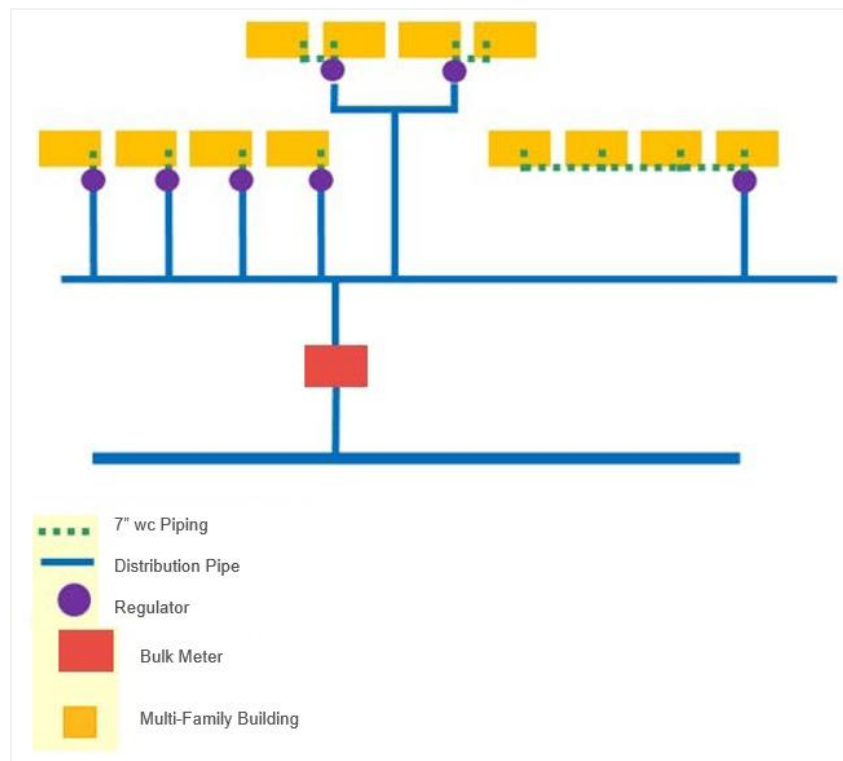 7” wc Piping
Distribution Pipe
Regulator
Bulk Meter
Multi-Family Building